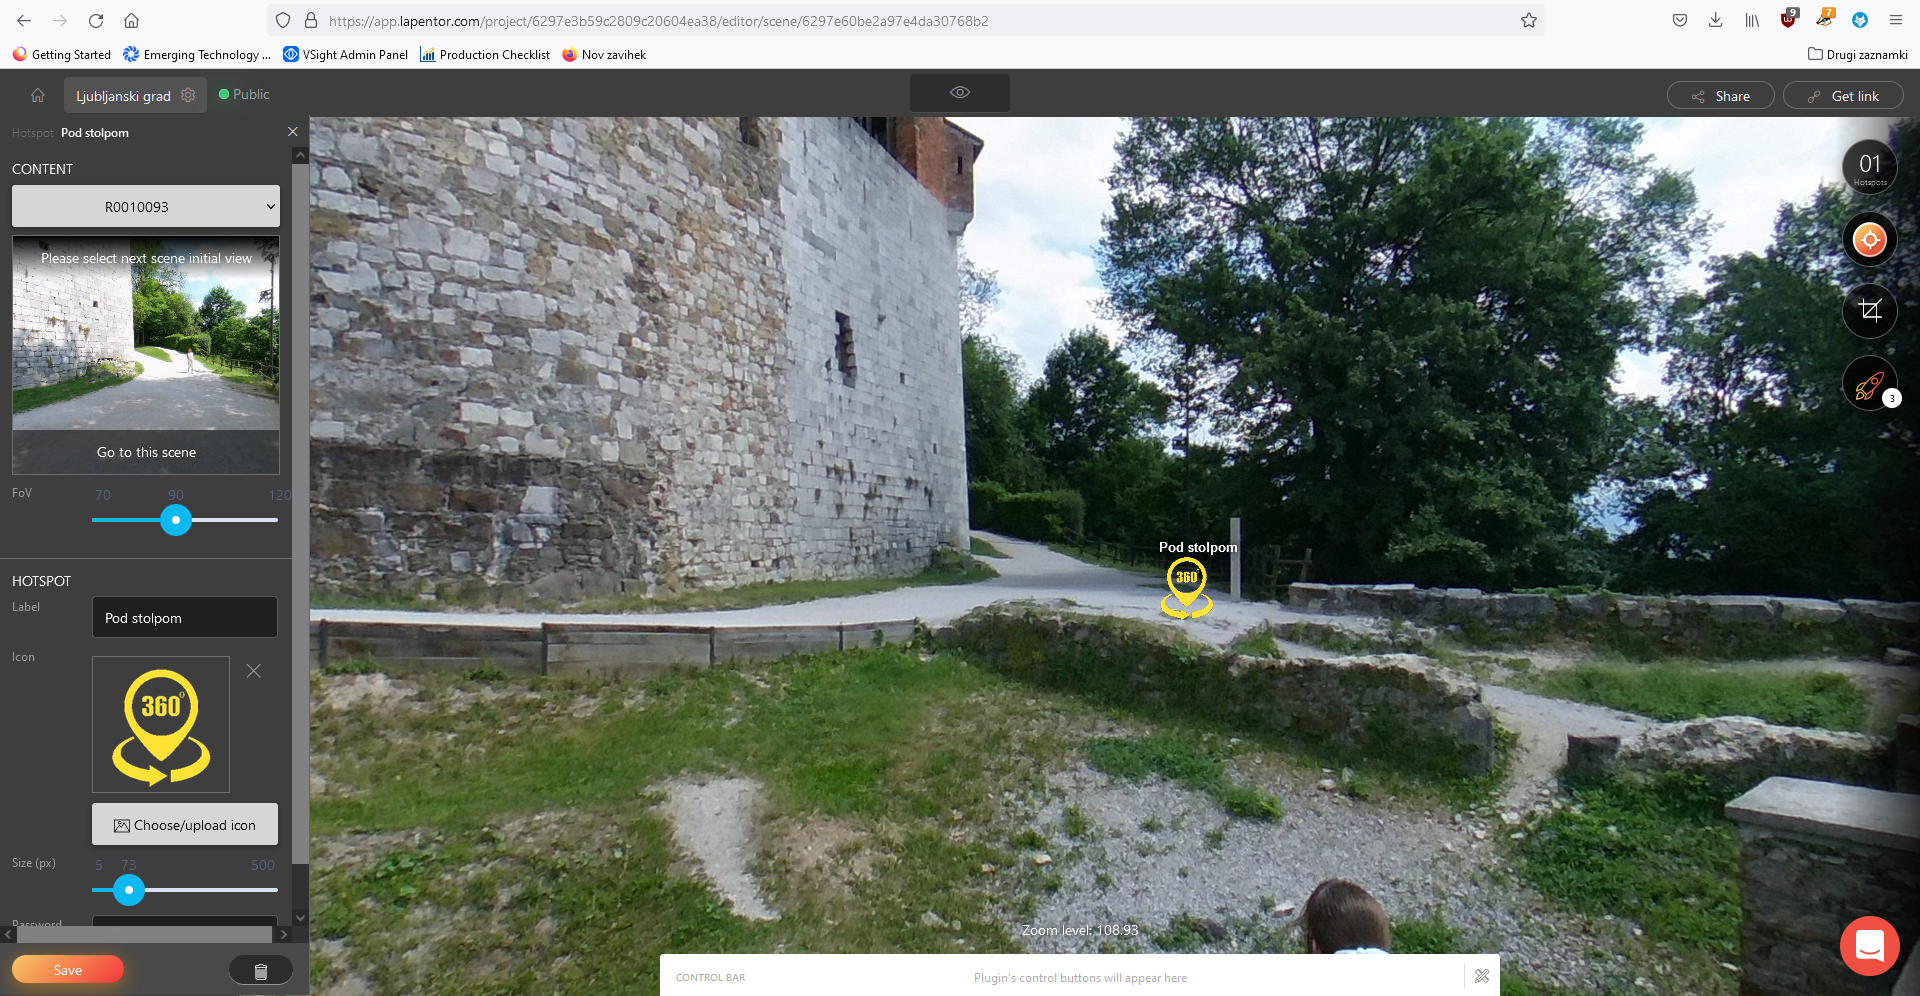 https://app.lapentor.com/project/6297e3b59c2809c20604ea38/editor/scene/6297e60be2a97e4da30768b2
9
7
Getting Started
Emerging Technology ...
VSight Admin Panel
Production Checklist
Nov zavihek
Drugi zaznamki
Ljubljanski grad
Public
Share
Get link
Hotspot Pod stolpom
CONTENT
R0010093
Please select next scene initial view
Go to this scene
FoV
70 90 120
HOTSPOT
Label
Pod stolpom
Icon
360°
Choose/upload icon
Size (px)
5 73 500
Password
Save
01
Hotspots
3
Pod stolpom
360°
Zoom level: 108.93
CONTROL BAR
Plugin's control buttons will appear here